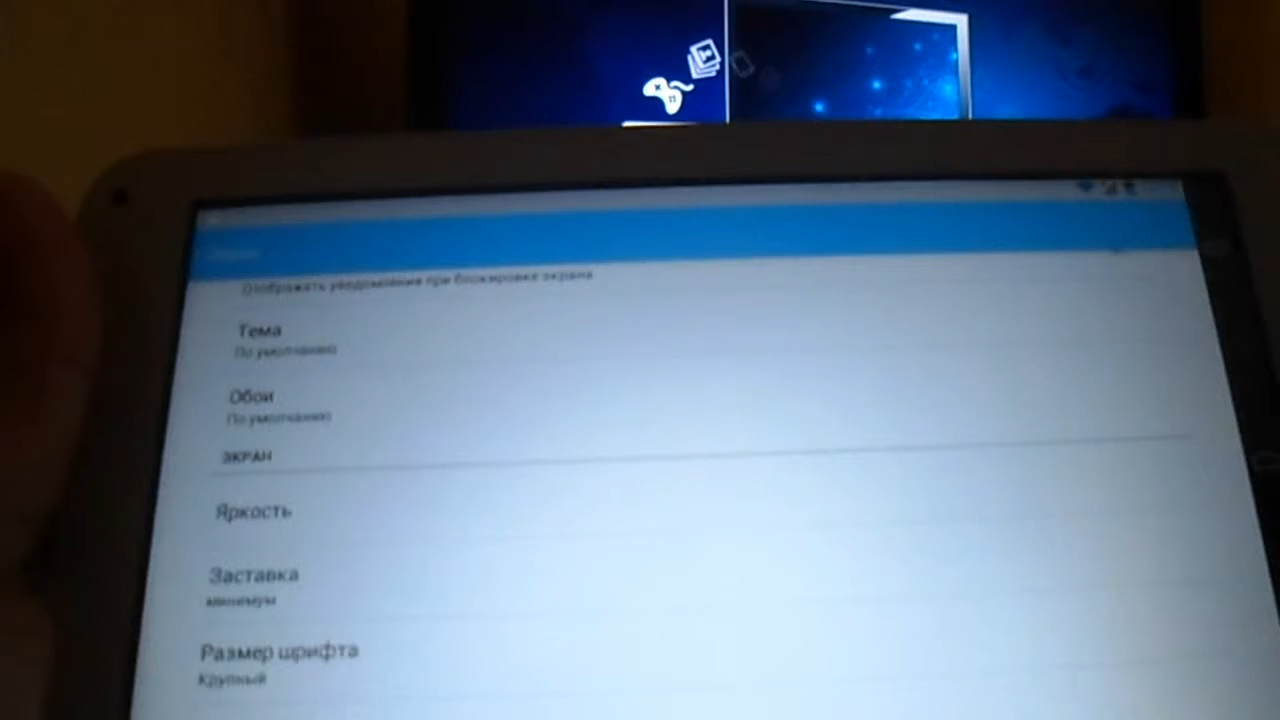 Отображать уведомления при блокировке экрана
Тема
По умолчанию
Обои
По умолчанию
ЭКРАН
Яркость
Заставка
минимум
Размер шрифта
Крупный